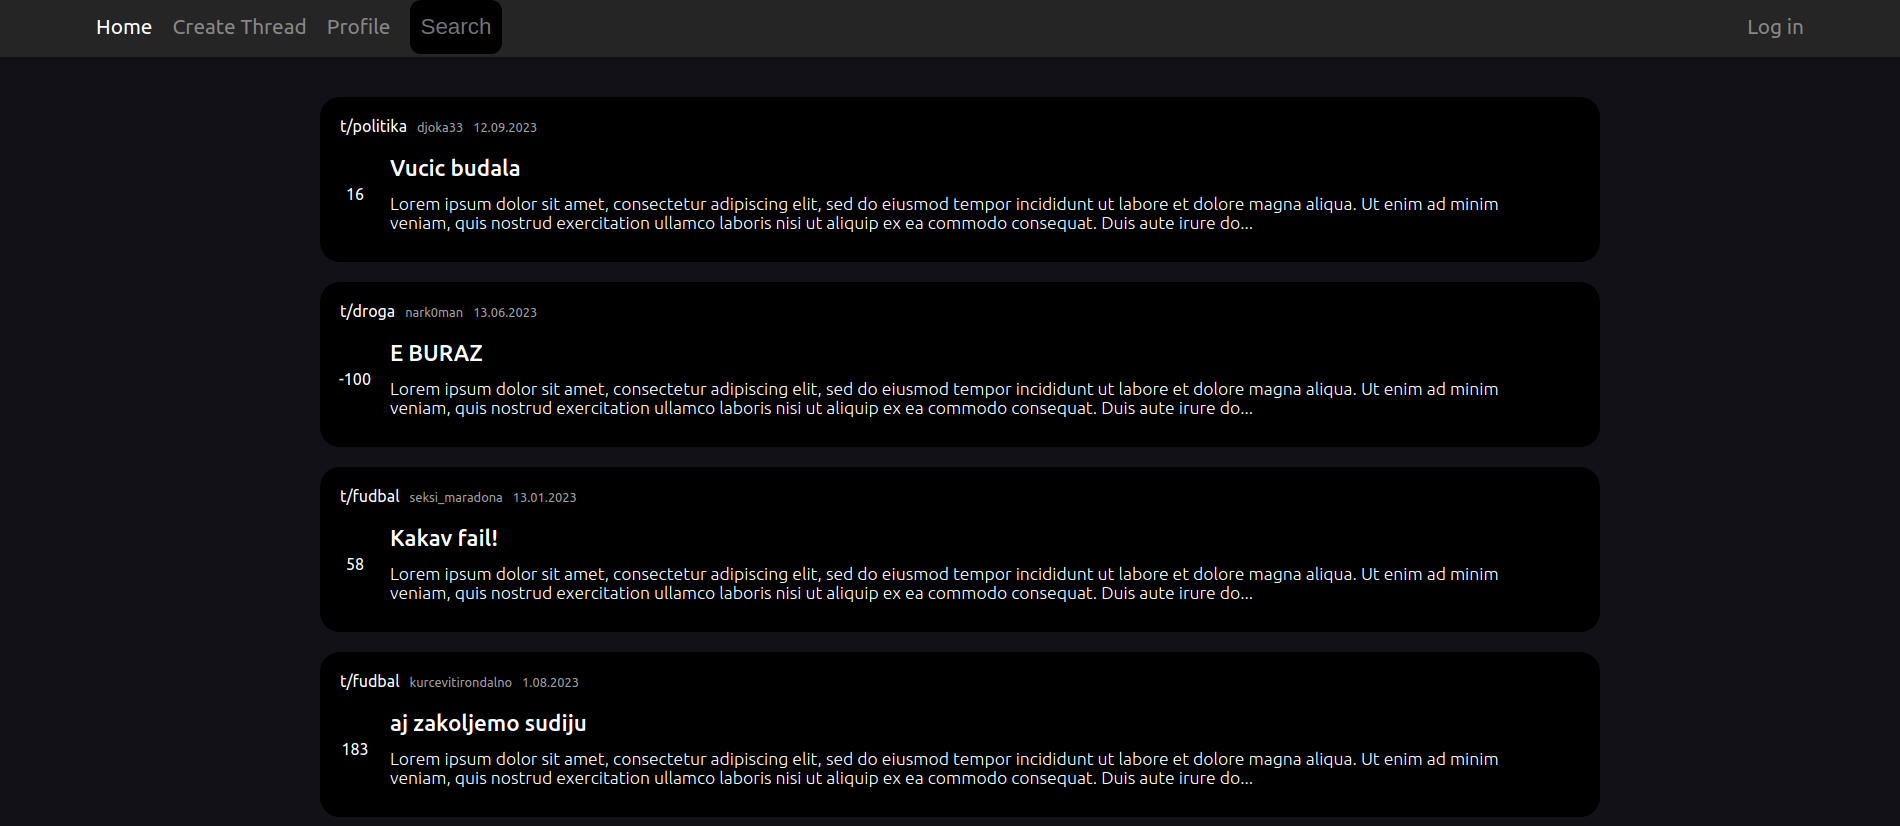 Home Create Thread Profile Search Log in
t/politika djoka33 12.09.2023
Vucic budala
16
Lorem ipsum dolor sit amet, consectetur adipiscing elit, sed do eiusmod tempor incididunt ut labore et dolore magna aliqua. Ut enim ad minim
veniam, quis nostrud exercitation ullamco laboris nisi ut aliquip ex ea commodo consequat. Duis aute irure do...
t/droga nark0man 13.06.2023
E BURAZ
-100
Lorem ipsum dolor sit amet, consectetur adipiscing elit, sed do eiusmod tempor incididunt ut labore et dolore magna aliqua. Ut enim ad minim
veniam, quis nostrud exercitation ullamco laboris nisi ut aliquip ex ea commodo consequat. Duis aute irure do...
t/fudbal seksi_maradona 13.01.2023
Kakav fail!
58
Lorem ipsum dolor sit amet, consectetur adipiscing elit, sed do eiusmod tempor incididunt ut labore et dolore magna aliqua. Ut enim ad minim
veniam, quis nostrud exercitation ullamco laboris nisi ut aliquip ex ea commodo consequat. Duis aute irure do...
t/fudbal kurcevitirondalno 1.08.2023
aj zakoljemo sudiju
183
Lorem ipsum dolor sit amet, consectetur adipiscing elit, sed do eiusmod tempor incididunt ut labore et dolore magna aliqua. Ut enim ad minim
veniam, quis nostrud exercitation ullamco laboris nisi ut aliquip ex ea commodo consequat. Duis aute irure do...